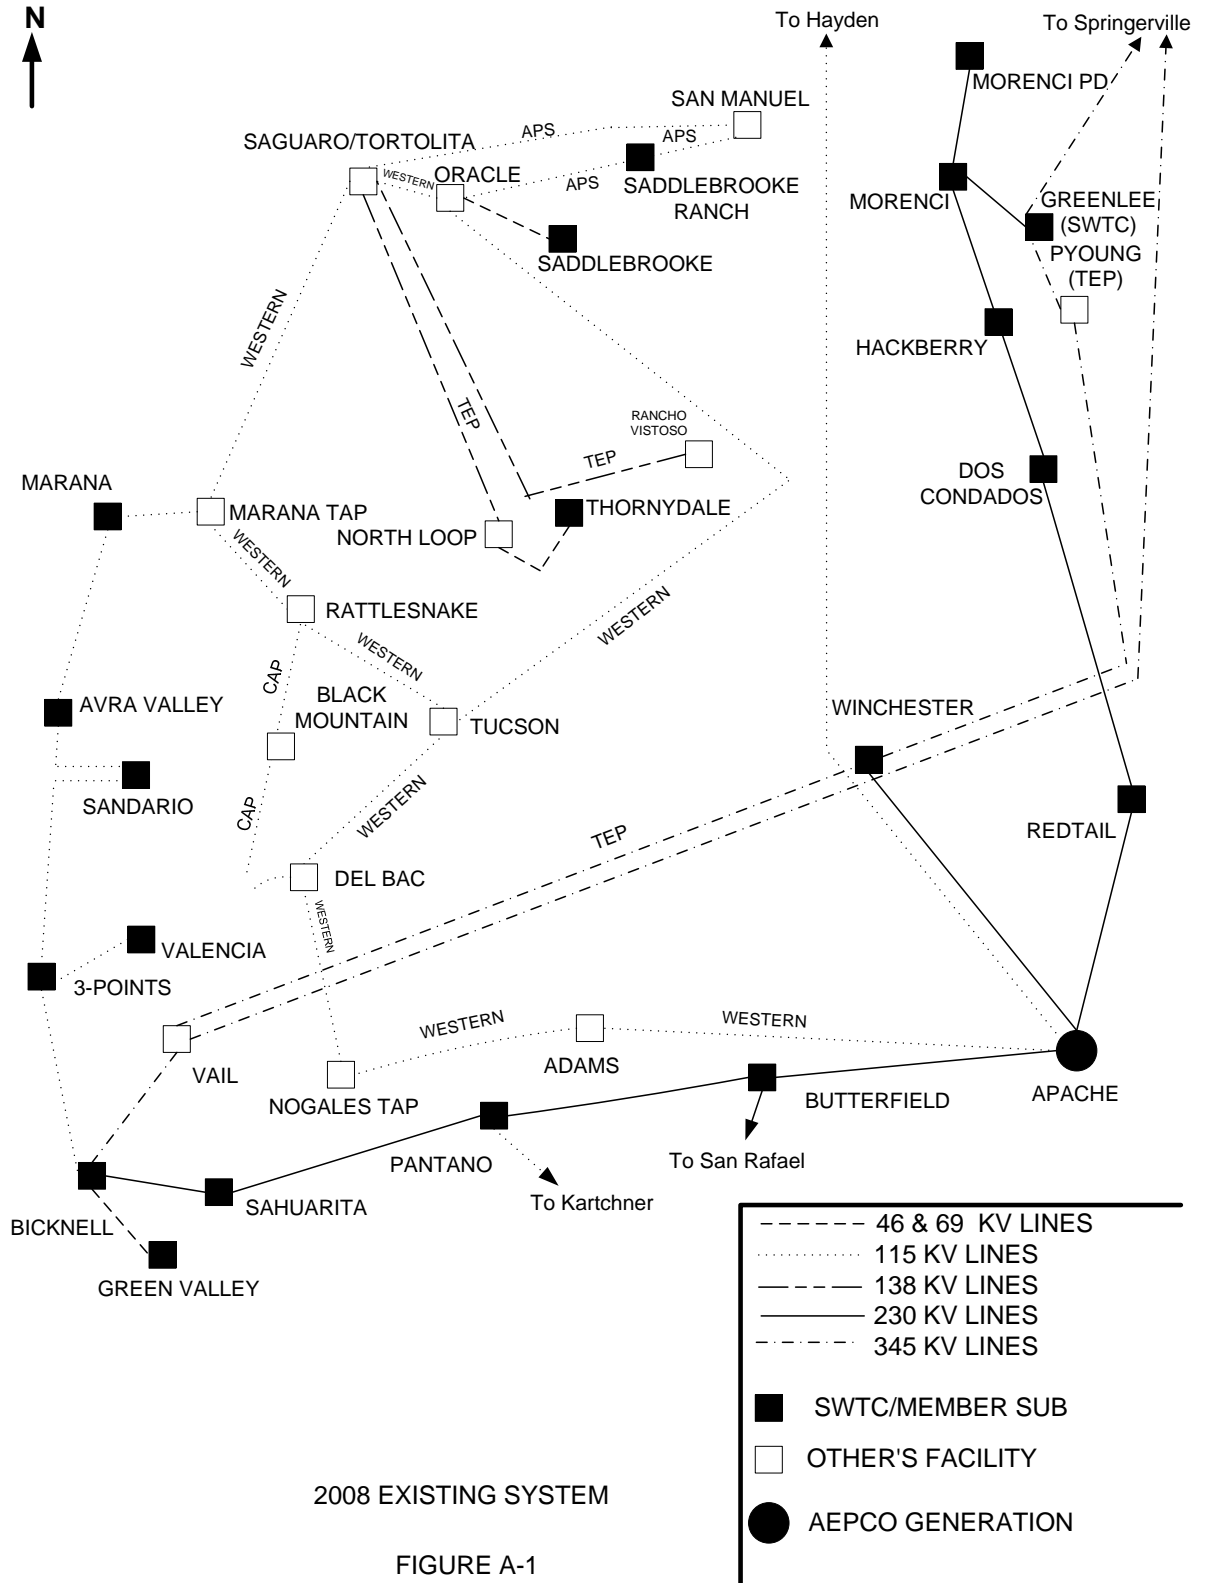 N
To Hayden
To Springerville
MORENCI PD
SAN MANUEL
APS
APS
SAGUARO/TORTOLITA
WESTERN
ORACLE
APS
SADDLEBROOKE
RANCH
MORENCI
GREENLEE
(SWTC)
PYOUNG
(TEP)
SADDLEBROOKE
WESTERN
HACKBERRY
TEP
RANCHO
VISTOSO
TEP
DOS
CONDADOS
MARANA
MARANA TAP
THORNYDALE
NORTH LOOP
WESTERN
RATTLESNAKE
WESTERN
WESTERN
CAP
BLACK
MOUNTAIN
AVRA VALLEY
TUCSON
WINCHESTER
SANDARIO
CAP
WESTERN
TEP
REDTAIL
DEL BAC
WESTERN
VALENCIA
3-POINTS
WESTERN
WESTERN
VAIL
ADAMS
NOGALES TAP
BUTTERFIELD
APACHE
PANTANO
To San Rafael
To Kartchner
BICKNELL
SAHUARITA
GREEN VALLEY
46 & 69 KV LINES
115 KV LINES
138 KV LINES
230 KV LINES
345 KV LINES
SWTC/MEMBER SUB
OTHER'S FACILITY
AEPCO GENERATION
2008 EXISTING SYSTEM
FIGURE A-1